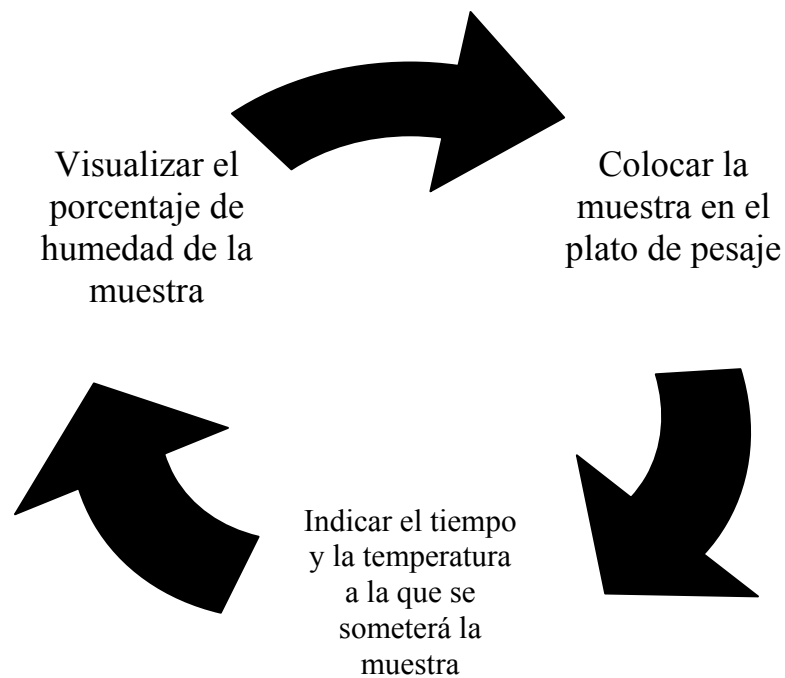 Visualizar el
porcentaje de
humedad de la
muestra
Colocar la
muestra en el
plato de pesaje
Indicar el tiempo
y la temperatura
a la que se
someterá la
muestra